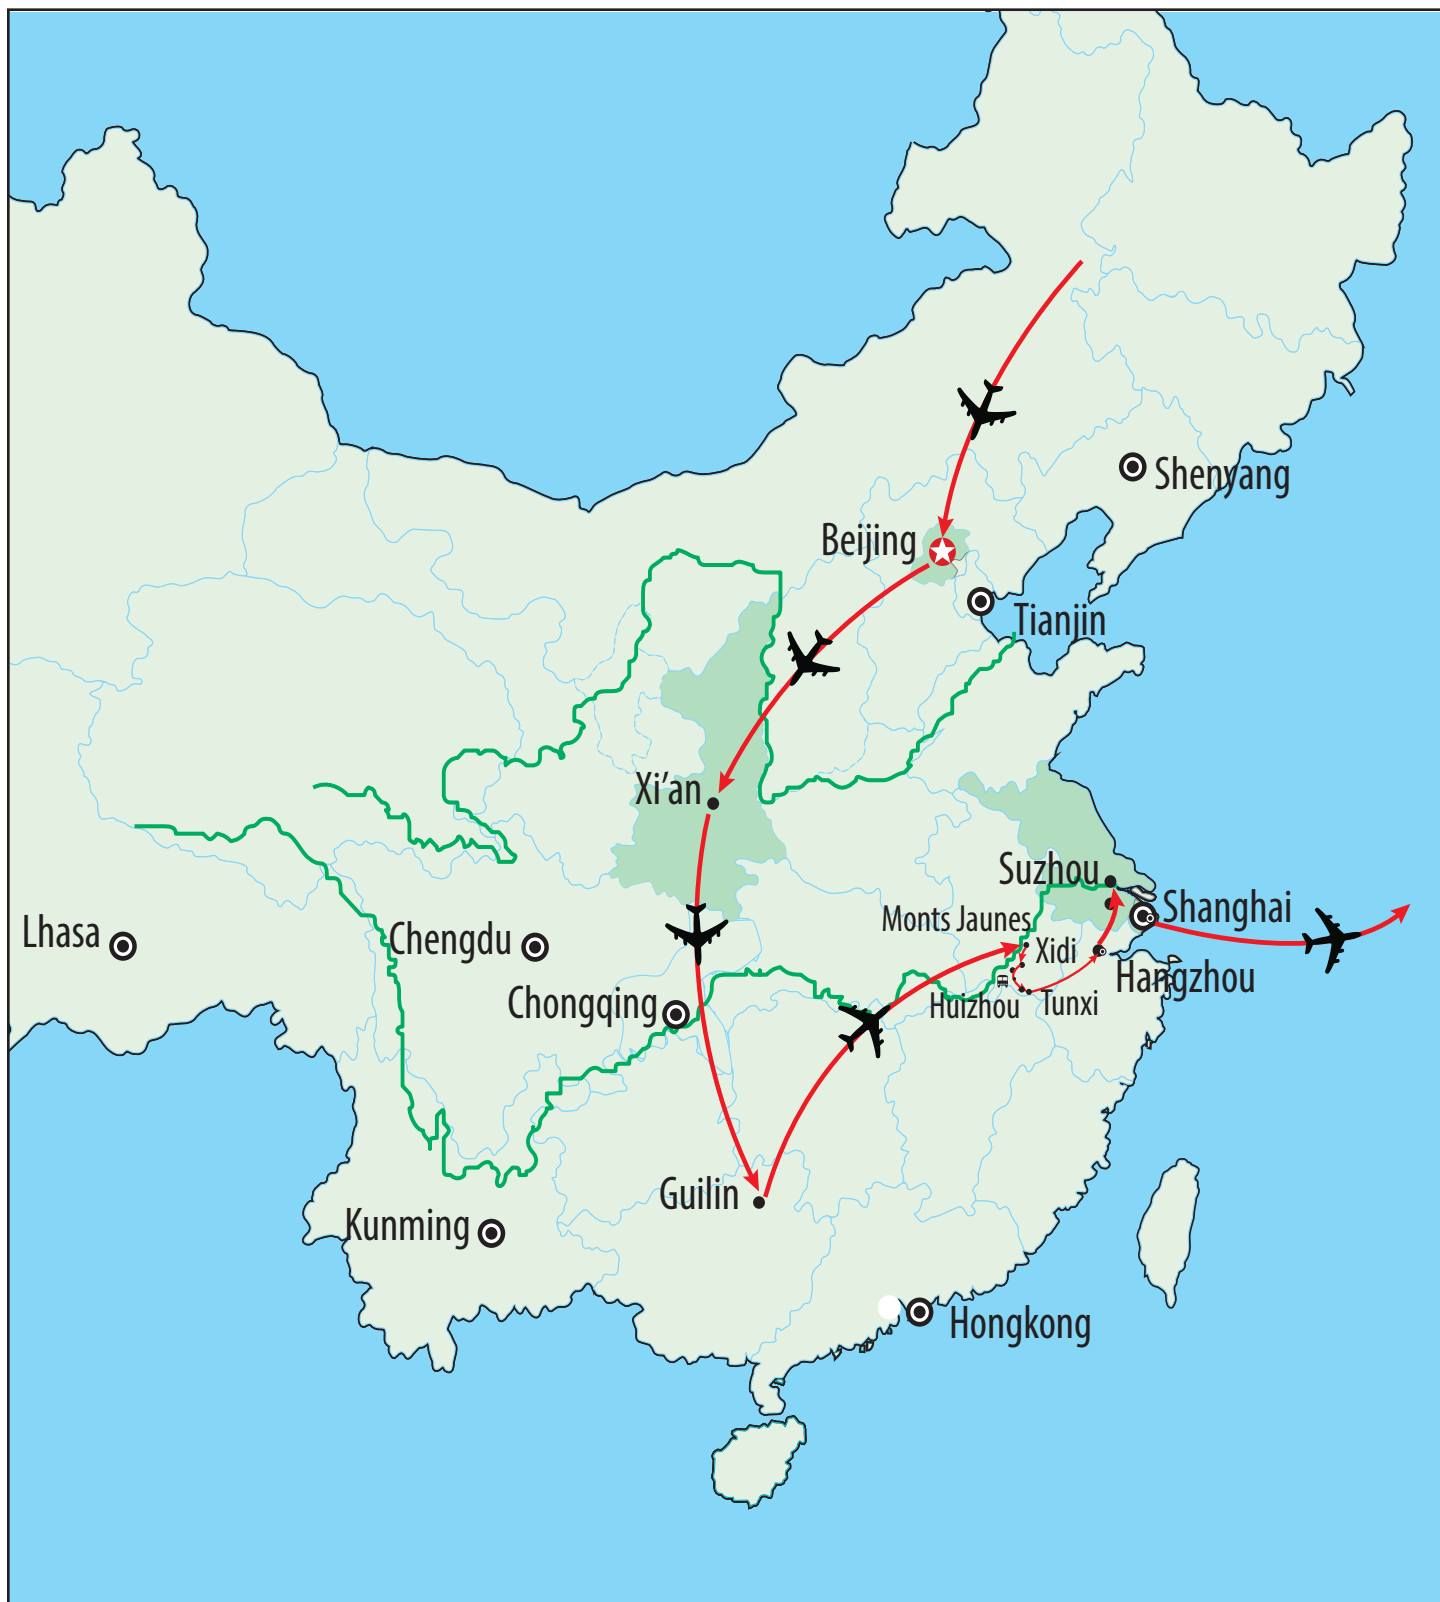 Shenyang
Beijing
Tianjin
Xi'an
Suzhou
Monts Jaunes
Shanghai
Lhasa
Chengdu
Xidi
Hangzhou
Chongqing
Huizhou
Tunxi
Guilin
Kunming
Hongkong